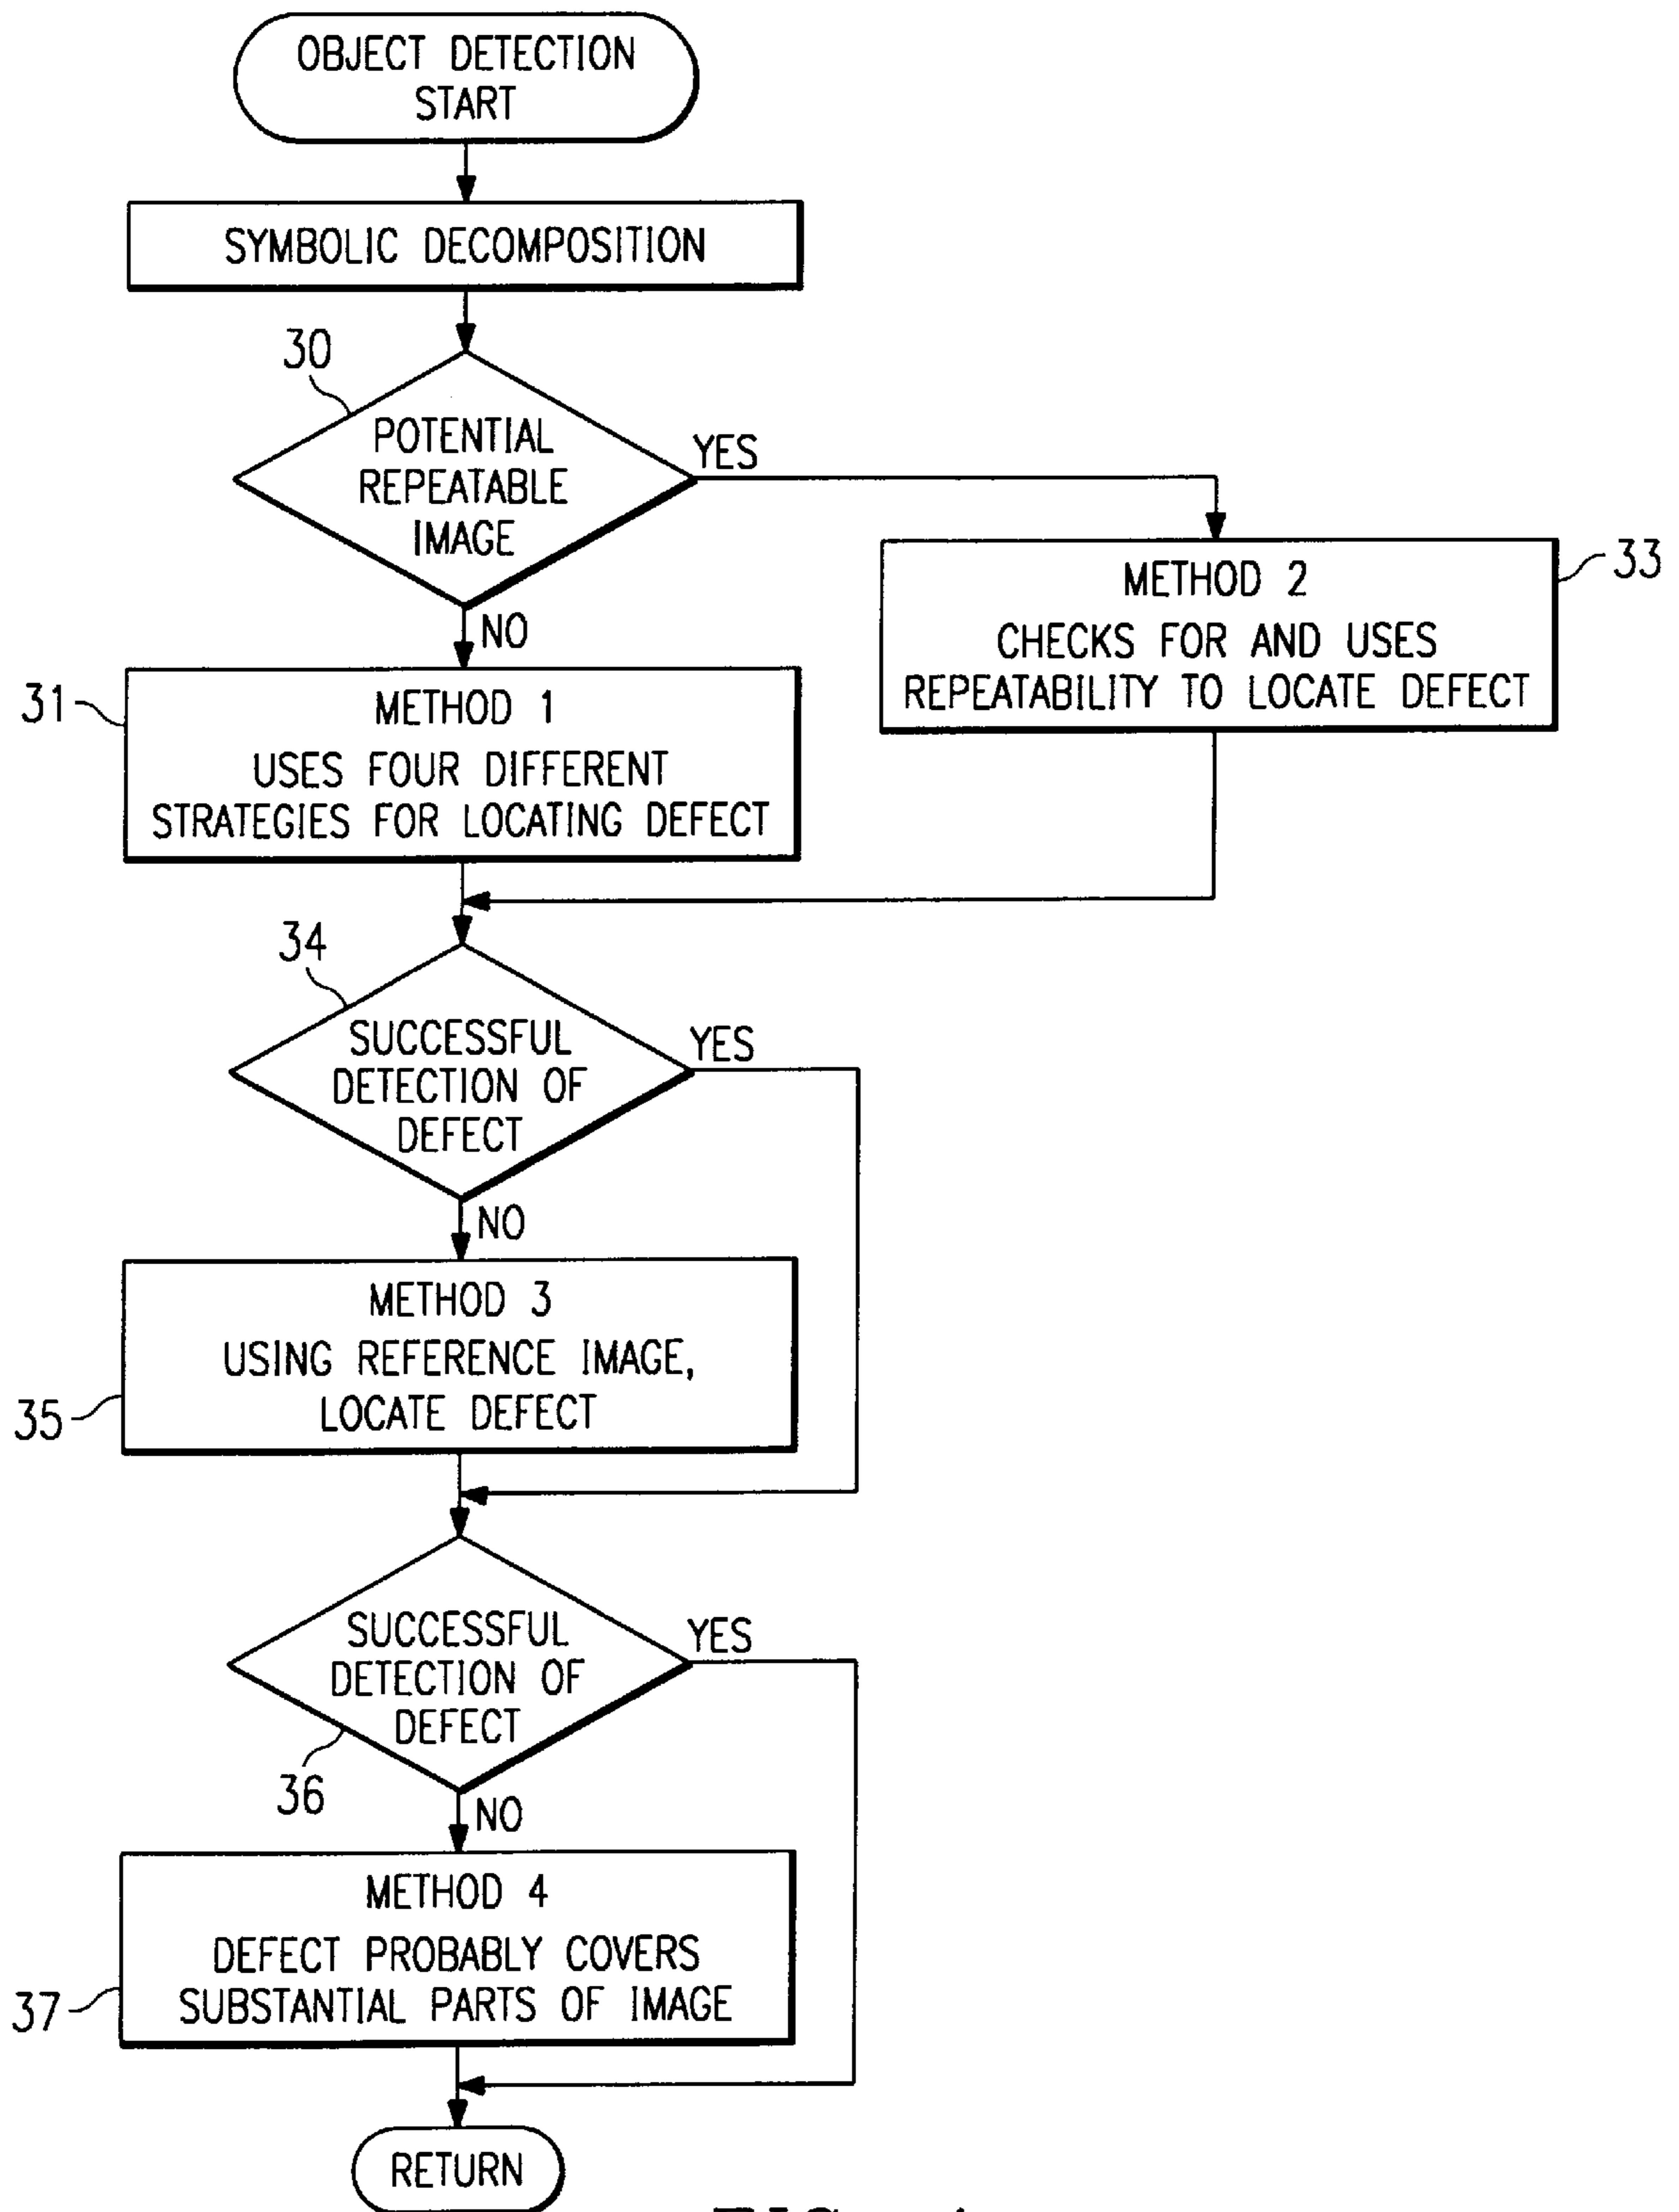 OBJECT DETECTION
START
SYMBOLIC DECOMPOSITION
30
POTENTIAL
REPEATABLE
IMAGE
YES
NO
METHOD 2
CHECKS FOR AND USES
REPEATABILITY TO LOCATE DEFECT
33
31
METHOD 1
USES FOUR DIFFERENT
STRATEGIES FOR LOCATING DEFECT
34
SUCCESSFUL
DETECTION OF
DEFECT
YES
NO
METHOD 3
USING REFERENCE IMAGE,
LOCATE DEFECT
35
SUCCESSFUL
DETECTION OF
DEFECT
YES
36
NO
METHOD 4
DEFECT PROBABLY COVERS
SUBSTANTIAL PARTS OF IMAGE
37
RETURN